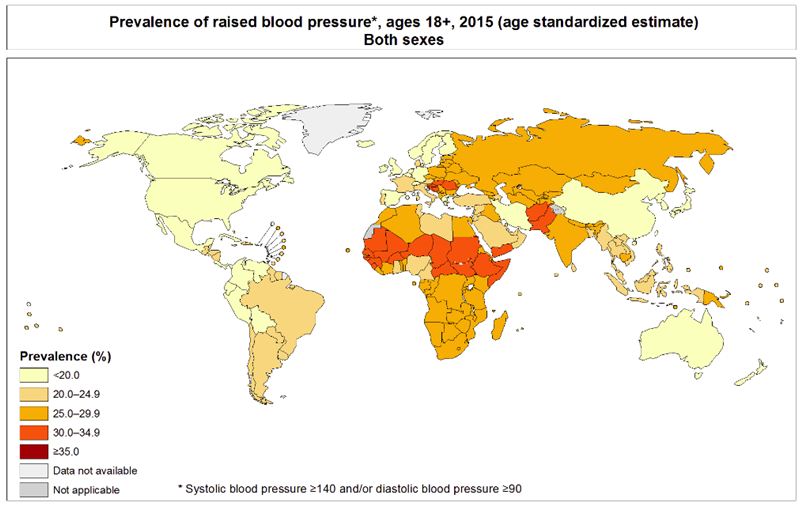 Prevalence of raised blood pressure*, ages 18+, 2015 (age standardized estimate)
Both sexes
Prevalence (%)
<20.0
20.0–24.9
25.0–29.9
30.0–34.9
≥35.0
Data not available
Not applicable
* Systolic blood pressure ≥140 and/or diastolic blood pressure ≥90